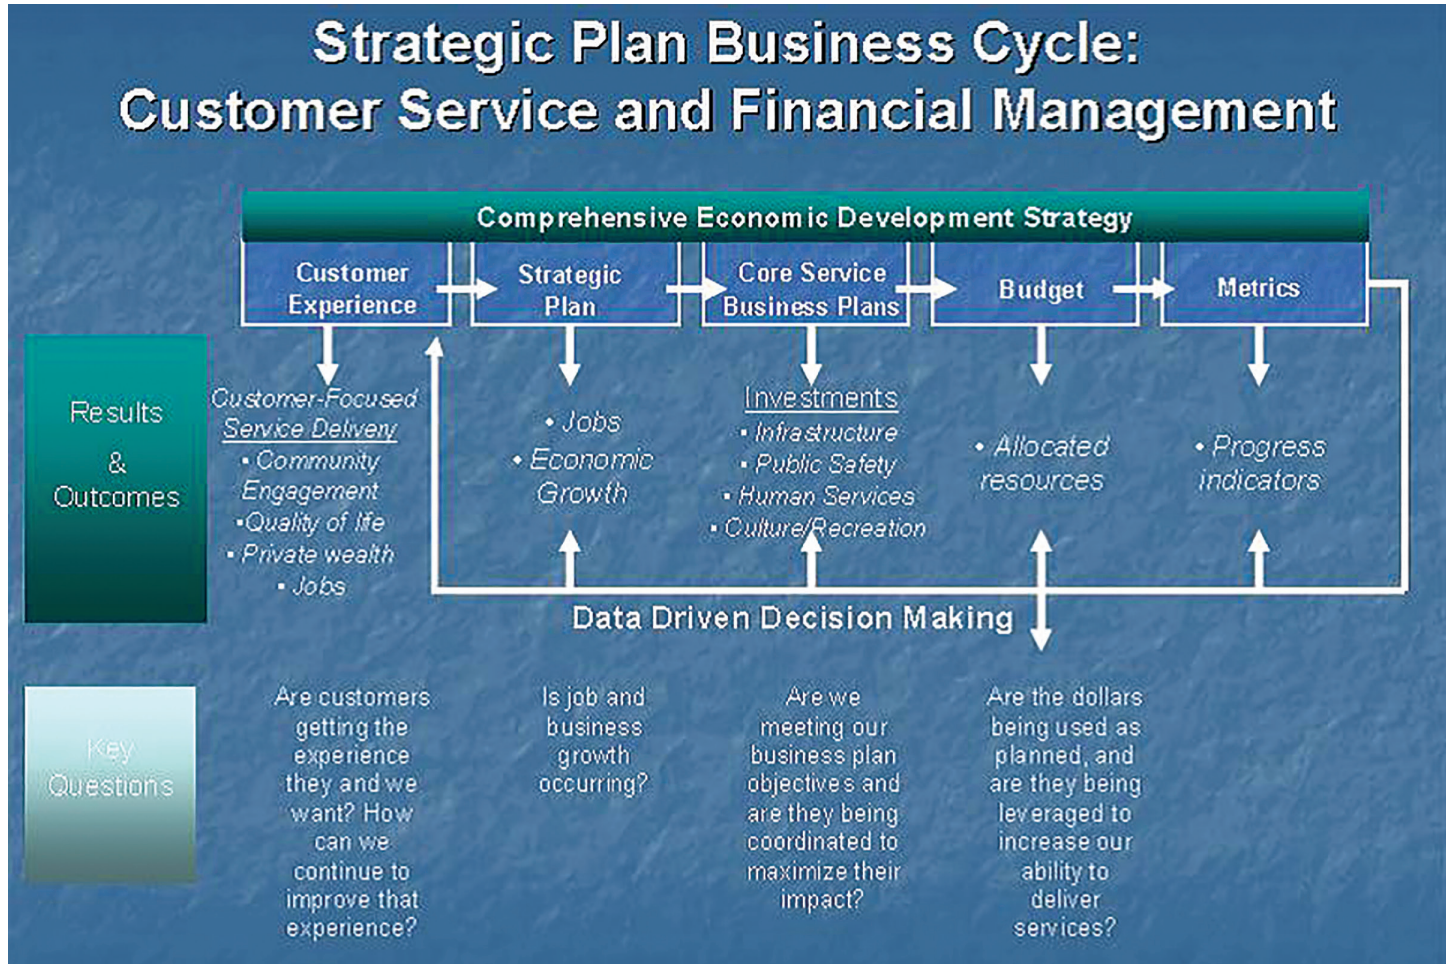 Strategic Plan Business Cycle:
Customer Service and Financial Management
Comprehensive Economic Development Strategy
Customer
Experience
Strategic
Plan
Core Service
Business Plans
Budget
Metrics
Results
&
Outcomes
Customer-Focused
Service Delivery
▪ Community
Engagement
▪Quality of life
▪ Private wealth
▪ Jobs
▪ Jobs
▪ Economic
Growth
Investments
▪ Infrastructure
▪ Public Safety
▪ Human Services
▪ Culture/Recreation
▪ Allocated
resources
▪ Progress
indicators
Data Driven Decision Making
Key
Questions
Are customers
getting the
experience
they and we
want? How
can we
continue to
improve that
experience?
Is job and
business
growth
occurring?
Are we
meeting our
business plan
objectives and
are they being
coordinated to
maximize their
impact?
Are the dollars
being used as
planned, and
are they being
leveraged to
increase our
ability to
deliver
services?